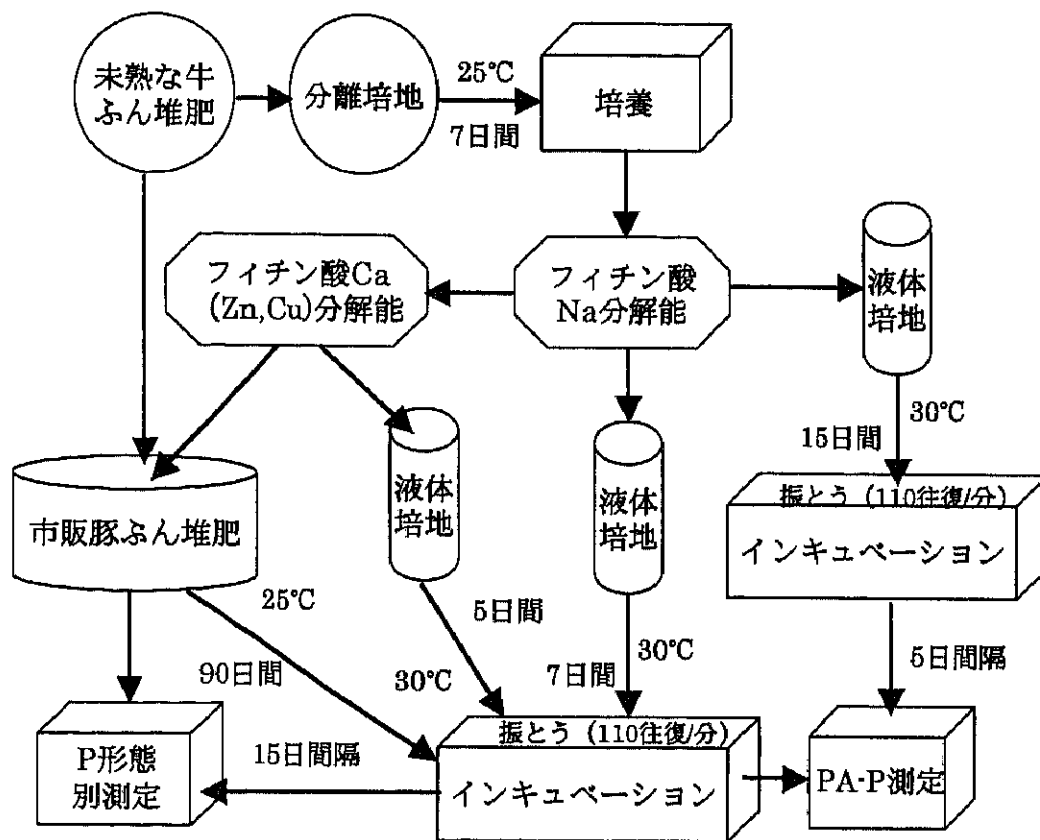 未熟な牛
ふん堆肥
分離培地
25℃
7日間
培養
フィチン酸Ca
(Zn,Cu)分解能
フィチン酸
Na分解能
液体
培地
30℃
15日間
市販豚ふん堆肥
液体
培地
液体
培地
振とう（110往復/分）
インキュベーション
25℃
90日間
5日間
30℃
7日間
30℃
5日間隔
P形態
別測定
15日間隔
振とう（110往復/分）
インキュベーション
PA-P測定